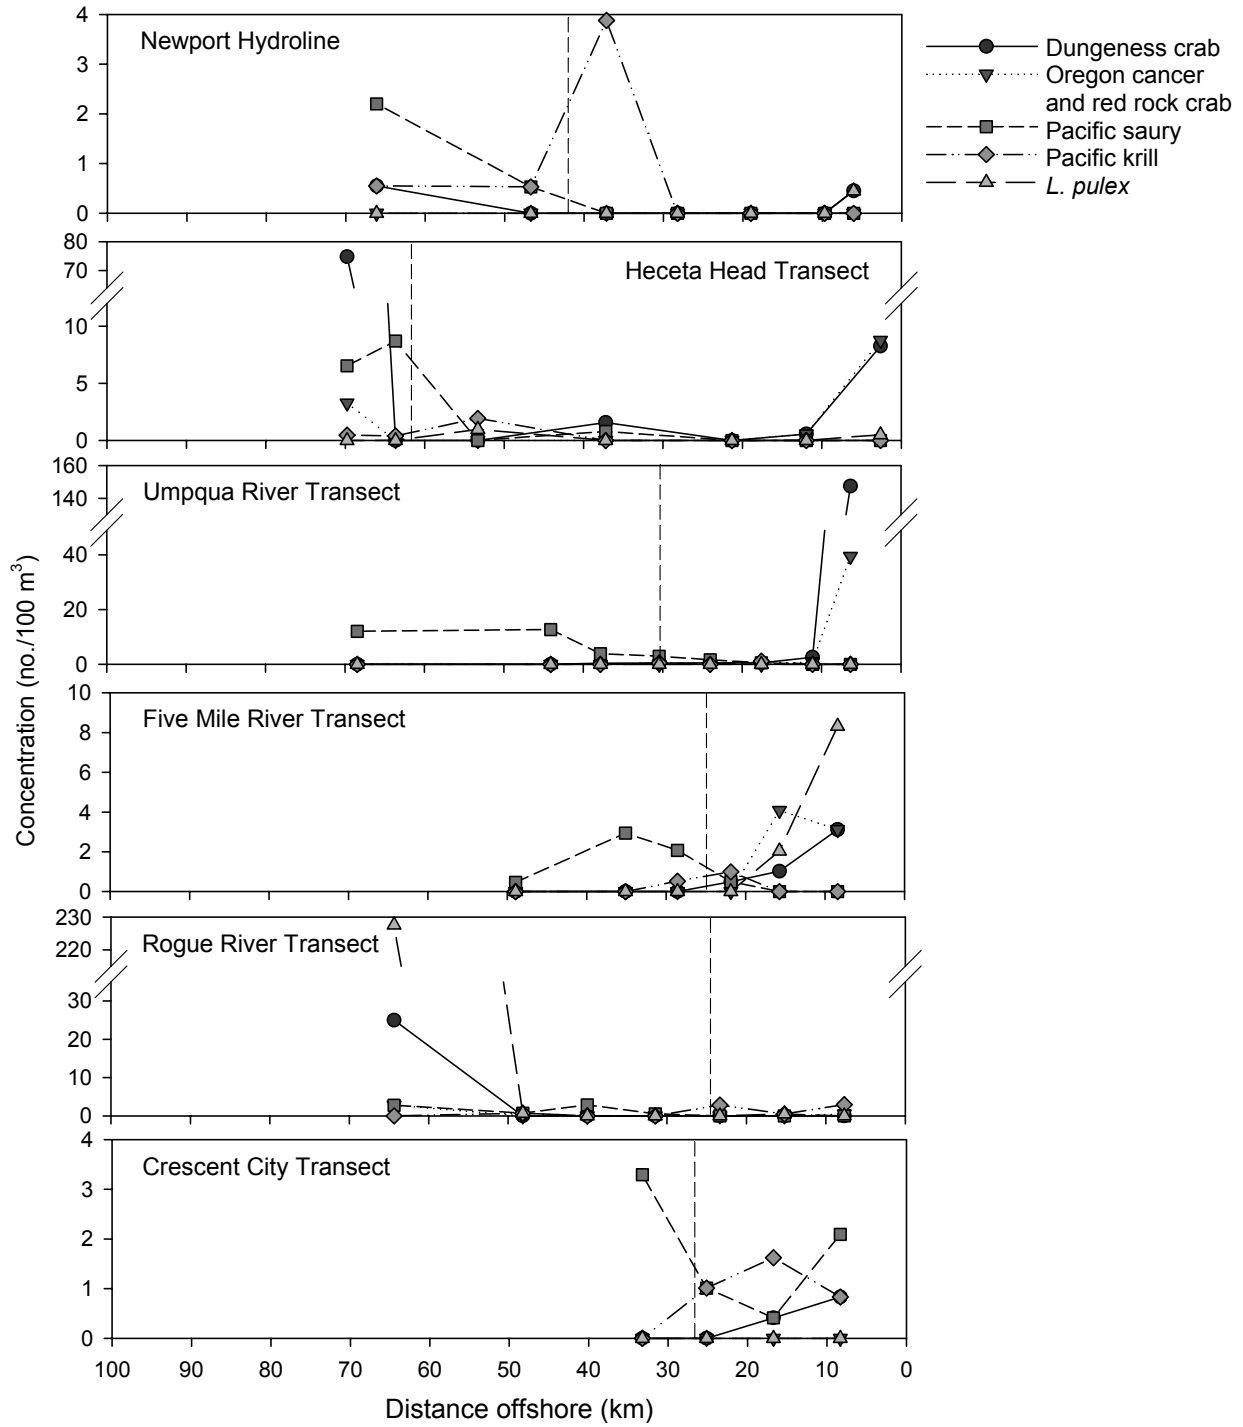 Newport Hydroline
4
3
2
1
0
Dungeness crab
Oregon cancer
and red rock crab
Pacific saury
Pacific krill
L. pulex
Heceta Head Transect
80
70
10
5
0
Umpqua River Transect
160
140
40
20
0
Concentration (no./100 m³)
Five Mile River Transect
10
8
6
4
2
0
Rogue River Transect
230
220
30
20
10
0
Crescent City Transect
4
3
2
1
0
100 90 80 70 60 50 40 30 20 10 0
Distance offshore (km)